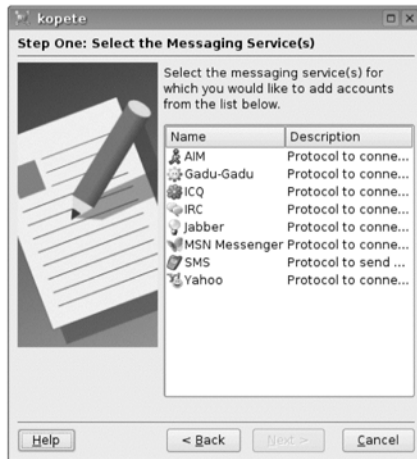 kopete
Step One: Select the Messaging Service(s)
Select the messaging service(s) for
which you would like to add accounts
from the list below.
Name Description
AIM Protocol to conne...
Gadu-Gadu Protocol to conne...
ICQ Protocol to conne...
IRC Protocol to conne...
Jabber Protocol to conne...
MSN Messenger Protocol to conne...
SMS Protocol to send ...
Yahoo Protocol to conne...
Help < Back Next > Cancel